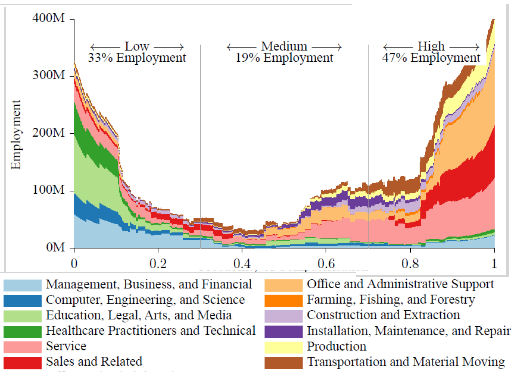 400M
Low Medium High
33% Employment 19% Employment 47% Employment
300M
Employment
200M
100M
0M
0 0.2 0.4 0.6 0.8 1
Management, Business, and Financial Office and Administrative Support
Computer, Engineering, and Science Farming, Fishing, and Forestry
Education, Legal, Arts, and Media Construction and Extraction
Healthcare Practitioners and Technical Installation, Maintenance, and Repair
Service Production
Sales and Related Transportation and Material Moving